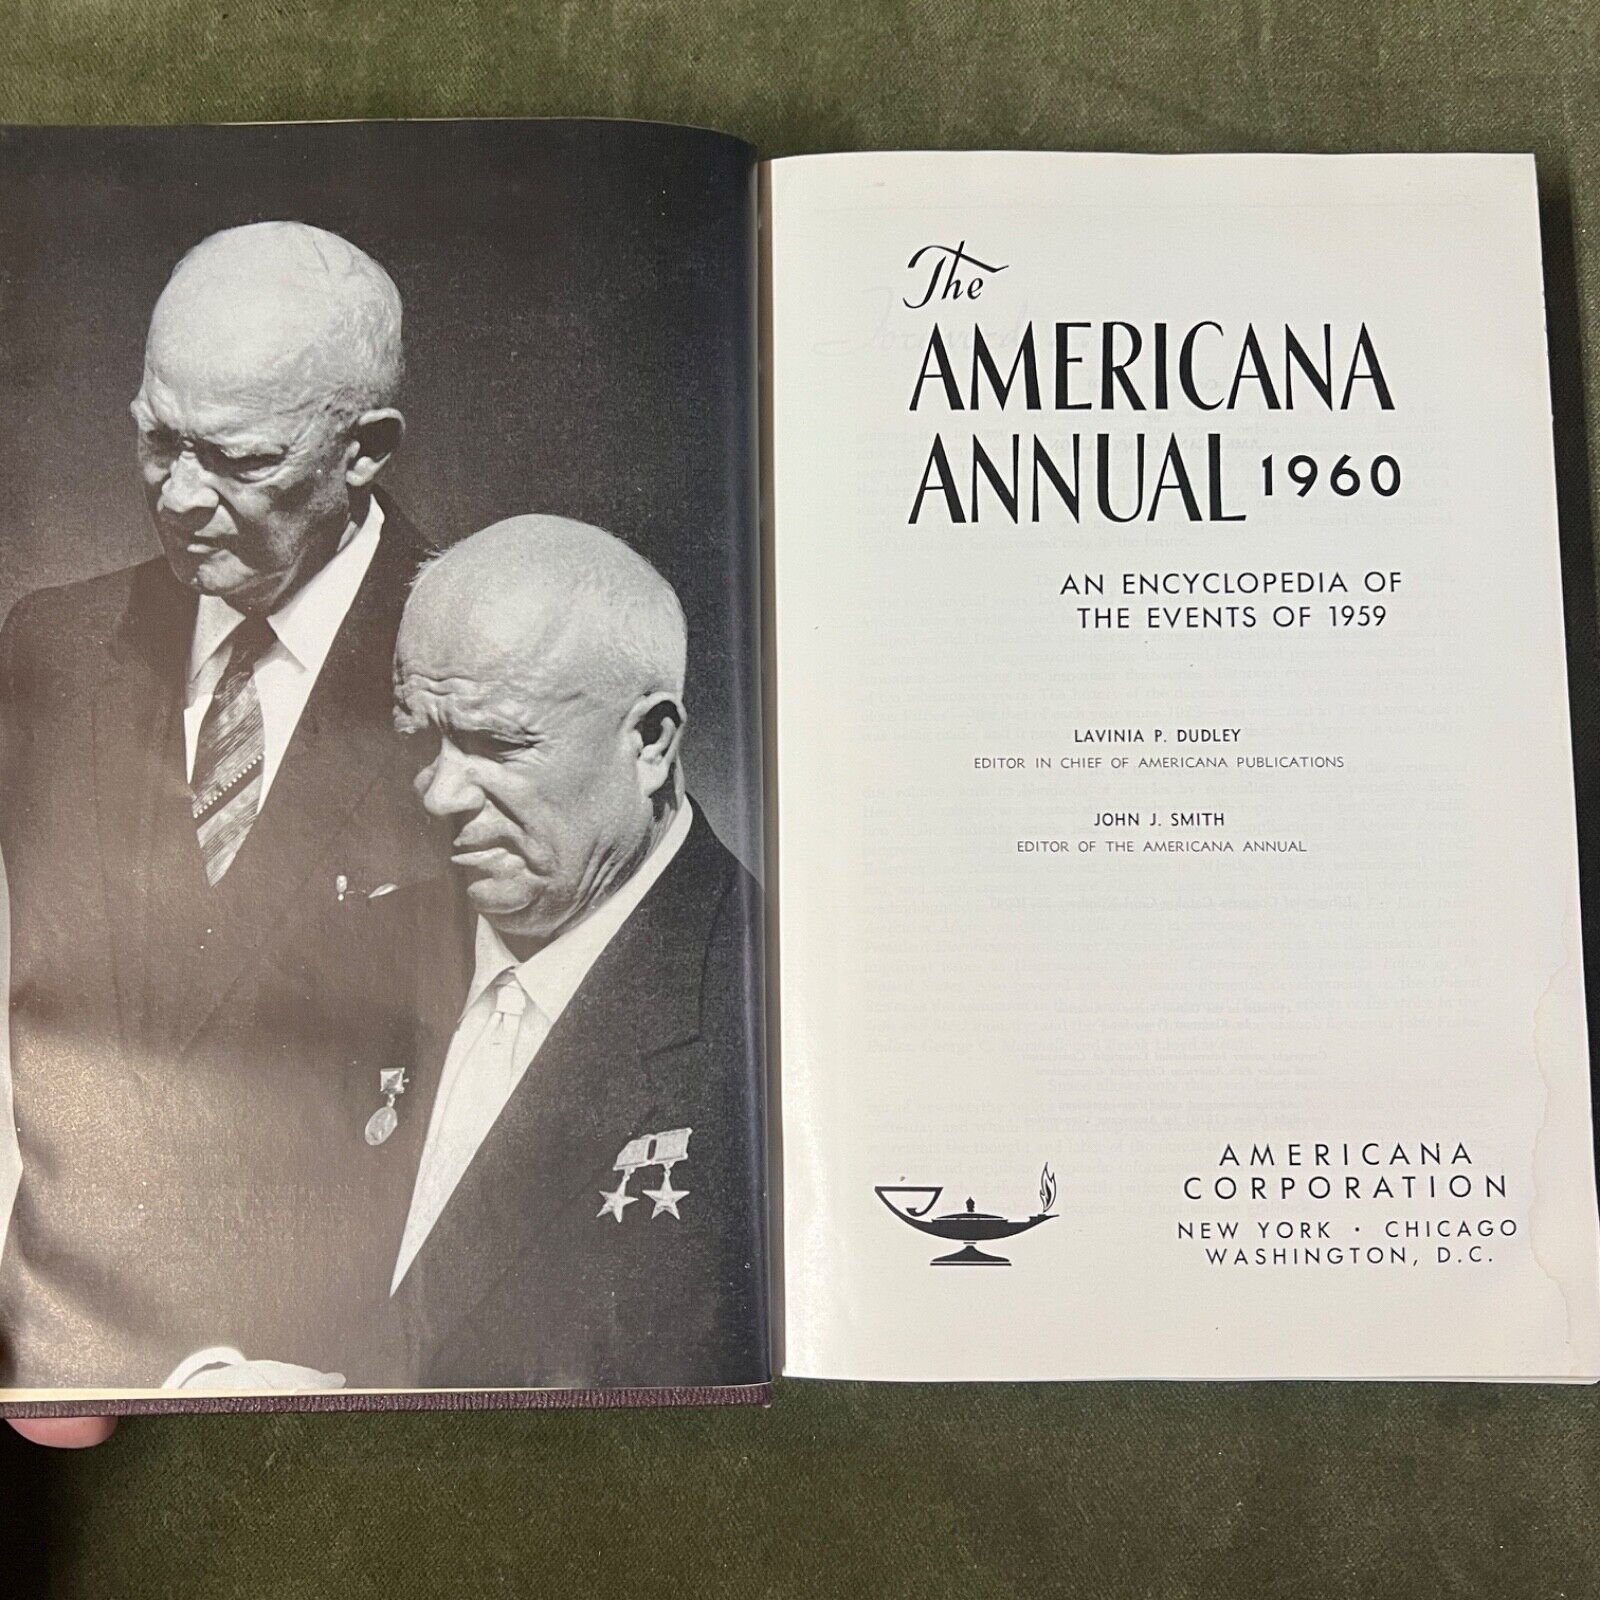 The
AMERICANA
ANNUAL 1960
AN ENCYCLOPEDIA OF
THE EVENTS OF 1959
LAVINIA P. DUDLEY
EDITOR IN CHIEF OF AMERICANA PUBLICATIONS
JOHN J. SMITH
EDITOR OF THE AMERICANA ANNUAL
AMERICANA
CORPORATION
NEW YORK · CHICAGO
WASHINGTON, D.C.